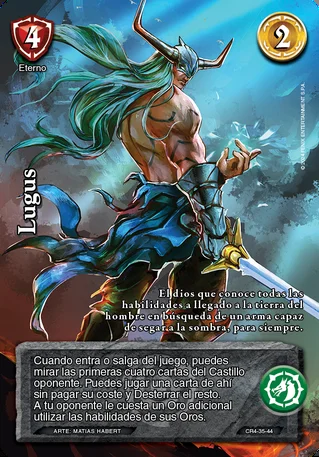 4
2
Eterno
Lugus
El dios que conoce todas las
habilidades a llegado a la tierra del
hombre en búsqueda de un arma capaz
de segar a la sombra, para siempre.
Cuando entra o salga del juego, puedes
mirar las primeras cuatro cartas del Castillo
oponente. Puedes jugar una carta de ahí
sin pagar su coste y Desterrar el resto.
A tu oponente le cuesta un Oro adicional
utilizar las habilidades de sus Oros.
ARTE: MATIAS HABERT
CR4-35-44